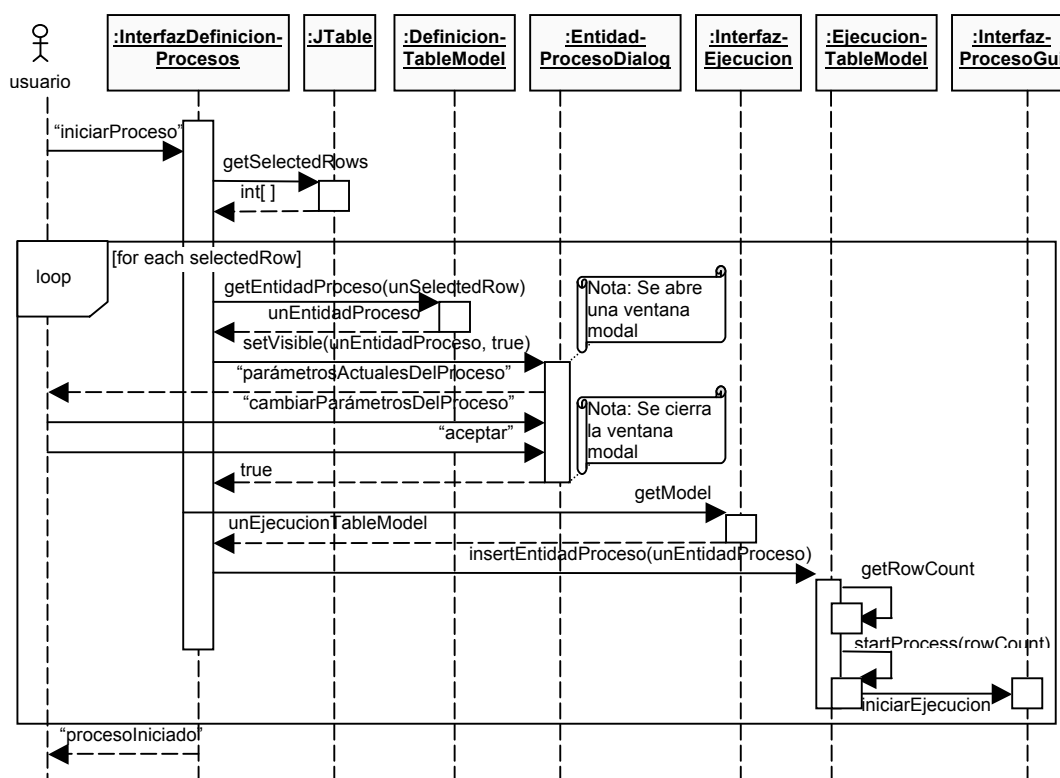 :InterfazDefinicion-
Procesos
:JTable
:Definicion-
TableModel
:Entidad-
ProcesoDialog
:Interfaz-
Ejecucion
:Ejecucion-
TableModel
:Interfaz-
ProcesoGui
usuario
“iniciarProceso”
getSelectedRows
int[ ]
loop
[for each selectedRow]
getEntidadProceso(unSelectedRow)
unEntidadProceso
setVisible(unEntidadProceso, true)
Nota: Se abre
una ventana
modal
“parámetrosActualesDelProceso”
“cambiarParámetrosDelProceso”
“aceptar”
Nota: Se cierra
la ventana
modal
true
getModel
unEjecucionTableModel
insertEntidadProceso(unEntidadProceso)
getRowCount
startProcess(rowCount)
iniciarEjecucion
“procesoIniciado”